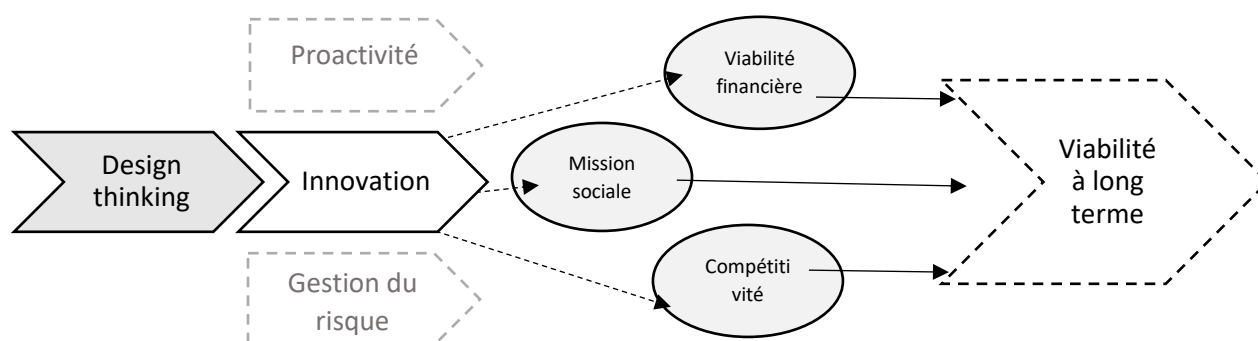 Proactivité
Design
thinking
Innovation
Gestion du
risque
Viabilité
financière
Mission
sociale
Compétiti
vité
Viabilité
à long
terme